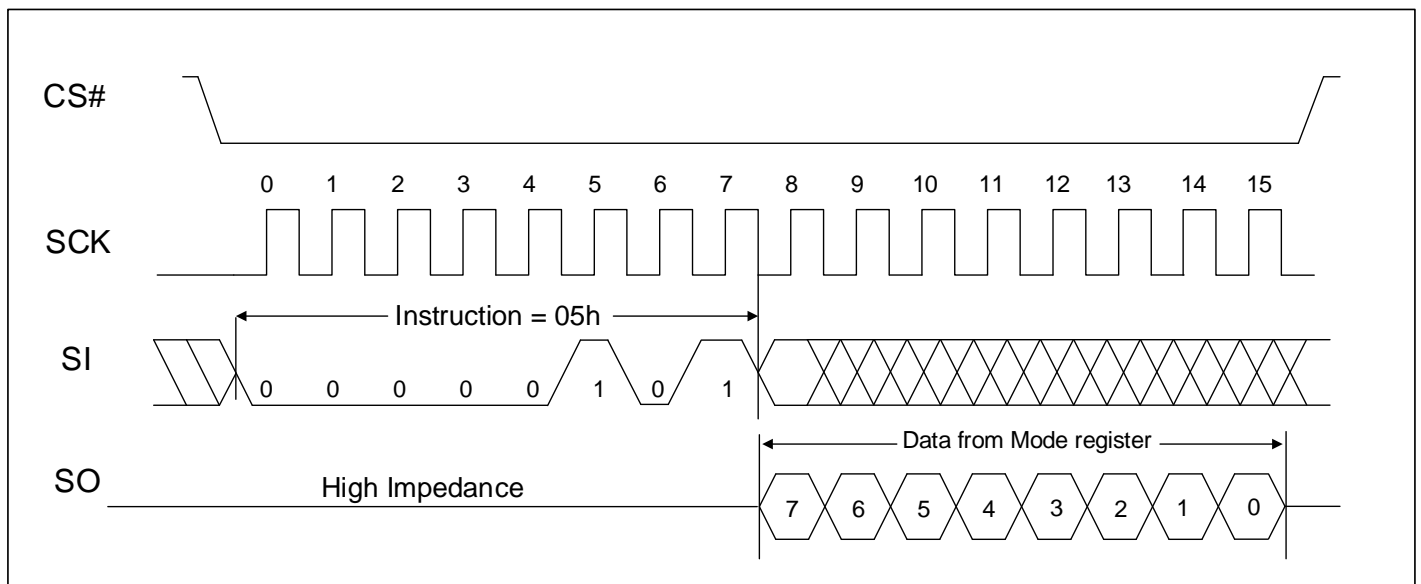 CS#
0 1 2 3 4 5 6 7 8 9 10 11 12 13 14 15
SCK
Instruction = 05h
SI
0 0 0 0 0 1 0 1
Data from Mode register
SO
High Impedance
7 6 5 4 3 2 1 0